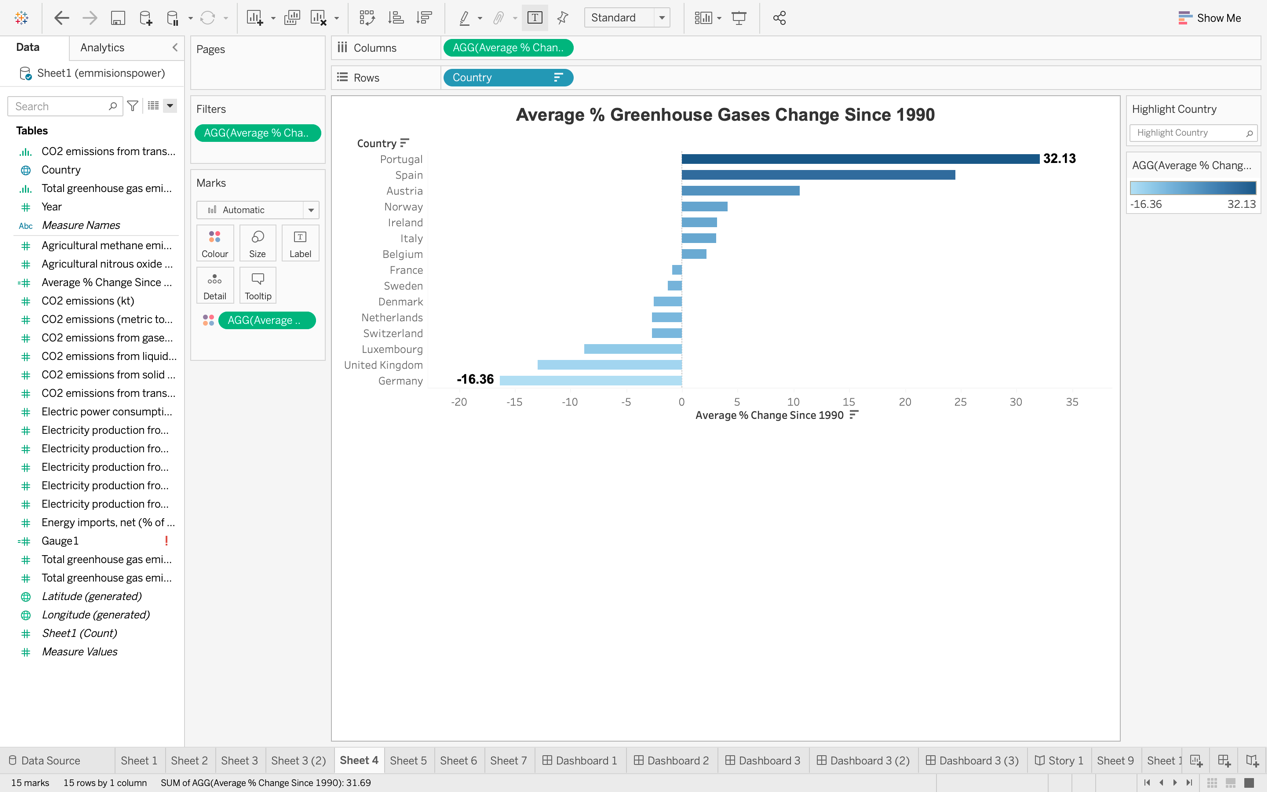 Standard
Show Me
Data
Analytics
Sheet1 (emmisionspower)
Search
Tables
CO2 emissions from trans...
Country
Total greenhouse gas emi...
Year
Abc
Measure Names
Agricultural methane emi...
Agricultural nitrous oxide ...
Average % Change Since ...
CO2 emissions (kt)
CO2 emissions (metric to...
CO2 emissions from gase...
CO2 emissions from liquid...
CO2 emissions from solid ...
CO2 emissions from trans...
Electric power consumpti...
Electricity production fro...
Electricity production fro...
Electricity production fro...
Electricity production fro...
Electricity production fro...
Energy imports, net (% of ...
Gauge1
Total greenhouse gas emi...
Total greenhouse gas emi...
Latitude (generated)
Longitude (generated)
Sheet1 (Count)
Measure Values
Pages
Filters
AGG(Average % Cha..
Marks
Automatic
Colour
Size
Label
Detail
Tooltip
AGG(Average ..
Columns
AGG(Average % Chan..
Rows
Country
Average % Greenhouse Gases Change Since 1990
Country
Portugal
32.13
Spain
Austria
Norway
Ireland
Italy
Belgium
France
Sweden
Denmark
Netherlands
Switzerland
Luxembourg
United Kingdom
Germany
-16.36
-20 -15 -10 -5 0 5 10 15 20 25 30 35
Average % Change Since 1990
Highlight Country
Highlight Country
AGG(Average % Chang...
-16.36 32.13
Data Source
Sheet 1
Sheet 2
Sheet 3
Sheet 3 (2)
Sheet 4
Sheet 5
Sheet 6
Sheet 7
Dashboard 1
Dashboard 2
Dashboard 3
Dashboard 3 (2)
Dashboard 3 (3)
Story 1
Sheet 9
Sheet 1
15 marks
15 rows by 1 column
SUM of AGG(Average % Change Since 1990): 31.69